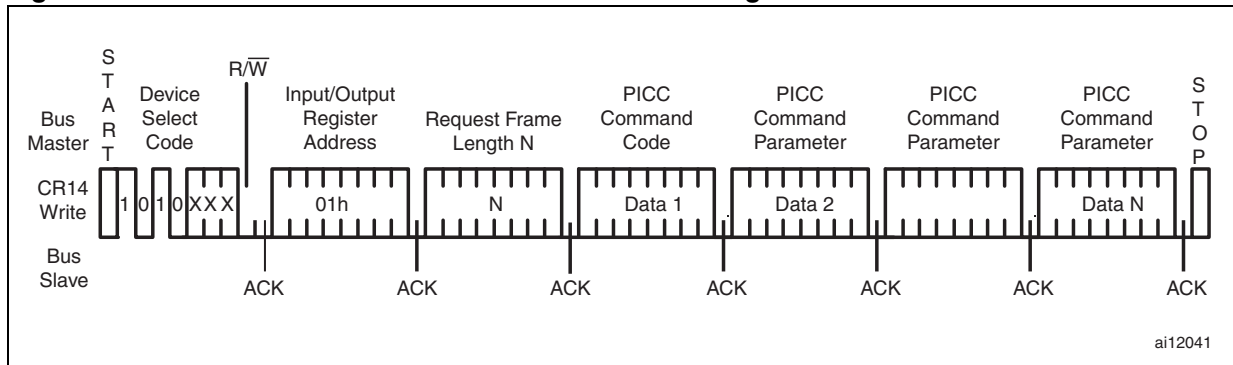 S
T
A
R
T
Device
Select
Code
R/W
Input/Output
Register
Address
Request Frame
Length N
PICC
Command
Code
PICC
Command
Parameter
PICC
Command
Parameter
PICC
Command
Parameter
S
T
O
P
Bus
Master
CR14
Write
1 0 1 0 X X X
01h
N
Data 1
Data 2
Data N
Bus
Slave
ACK ACK ACK ACK ACK ACK ACK
ai12041